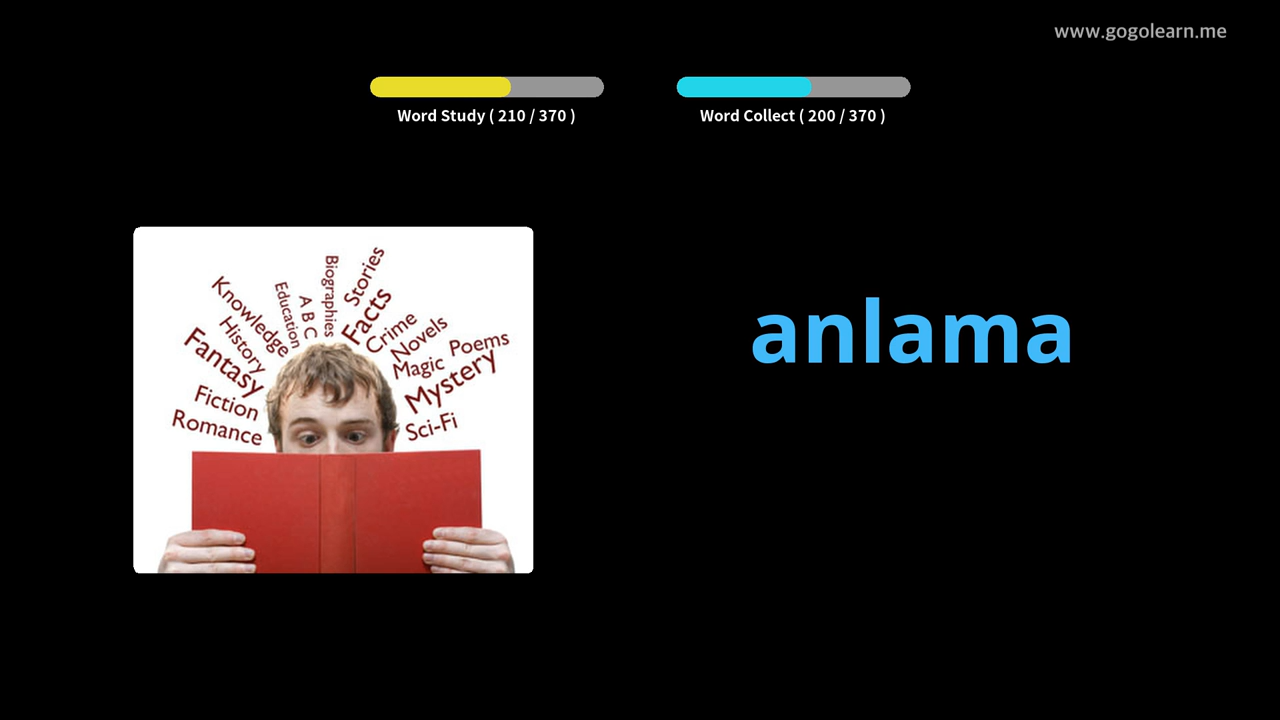 www.gogolearn.me
Word Study ( 210 / 370 )
Word Collect ( 200 / 370 )
Biographies
Stories
Education
A B C
Facts
Knowledge
Crime
History
Novels
Fantasy
Magic
Poems
Mystery
Fiction
Romance
Sci-Fi
anlama